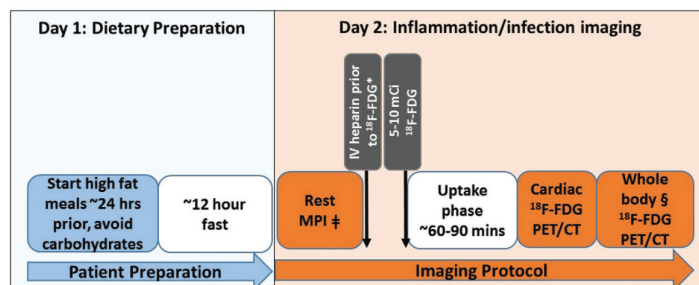 Day 1: Dietary Preparation
Day 2: Inflammation/infection imaging
IV heparin prior
to ¹⁸F-FDG*
5-10 mCi
¹⁸F-FDG
Start high fat
meals ~24 hrs
prior, avoid
carbohydrates
~12 hour
fast
Rest
MPI ǂ
Uptake
phase
~60-90 mins
Cardiac
¹⁸F-FDG
PET/CT
Whole
body §
¹⁸F-FDG
PET/CT
Patient Preparation
Imaging Protocol